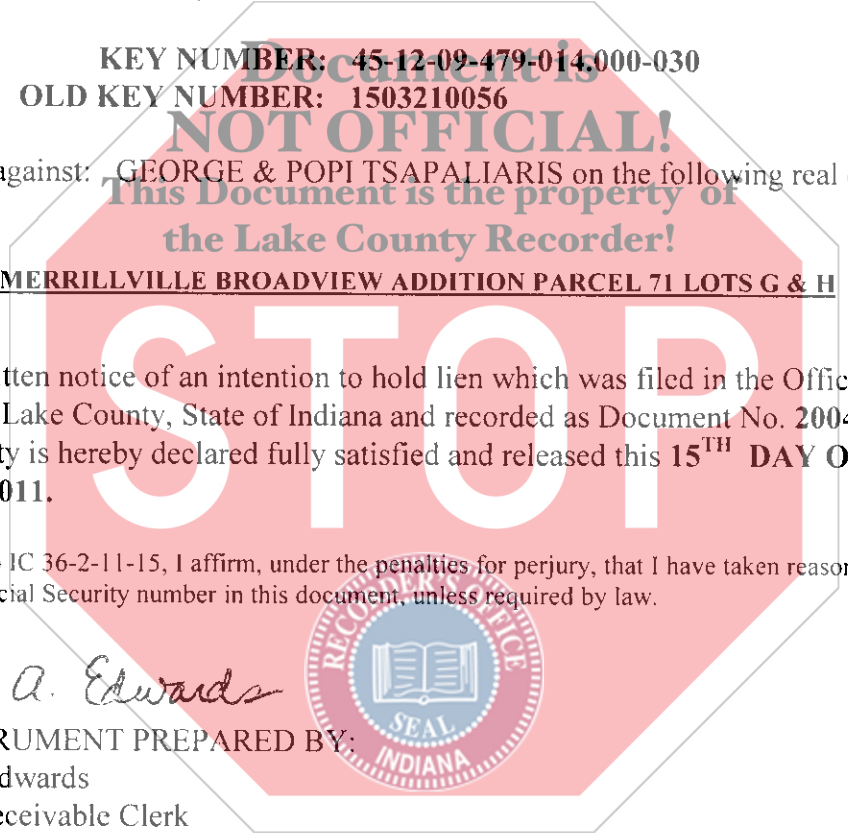 KEY NUMBER: 45-12-09-479-014.000-030
Document is
OLD KEY NUMBER: 1503210056
NOT OFFICIAL!
against: GEORGE & POPI TSAPALIARIS on the following real
This Document is the property of
the Lake County Recorder!
MERRILLVILLE BROADVIEW ADDITION PARCEL 71 LOTS G & H
STOP
tten notice of an intention to hold lien which was filed in the Offic
Lake County, State of Indiana and recorded as Document No. 2004
ty is hereby declared fully satisfied and released this 15TH DAY O
011.
IC 36-2-11-15, I affirm, under the penalties for perjury, that I have taken reason
cial Security number in this document, unless required by law.
RECORDER'S OFFICE
SEAL
INDIANA
a. Edwards
RUMENT PREPARED BY:
dwards
ceivable Clerk